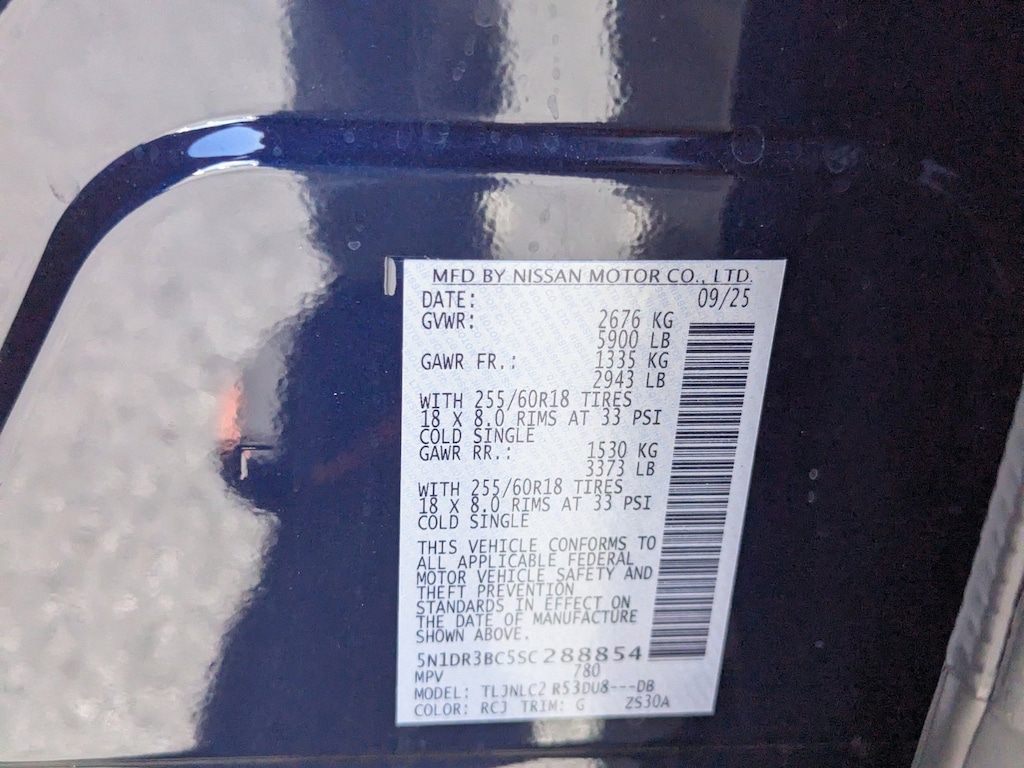 MFD BY NISSAN MOTOR CO., LTD.
DATE: 09/25
GVWR: 2676 KG
5900 LB
GAWR FR.: 1335 KG
2943 LB
WITH 255/60R18 TIRES
18 X 8.0 RIMS AT 33 PSI
COLD SINGLE
GAWR RR.: 1530 KG
3373 LB
WITH 255/60R18 TIRES
18 X 8.0 RIMS AT 33 PSI
COLD SINGLE
THIS VEHICLE CONFORMS TO
ALL APPLICABLE FEDERAL
MOTOR VEHICLE SAFETY AND
THEFT PREVENTION
STANDARDS IN EFFECT ON
THE DATE OF MANUFACTURE
SHOWN ABOVE.
5N1DR3BC5SC288854
MPV 780
MODEL: TLJNLC2 R53DU8---DB
COLOR: RCJ TRIM: G ZS30A